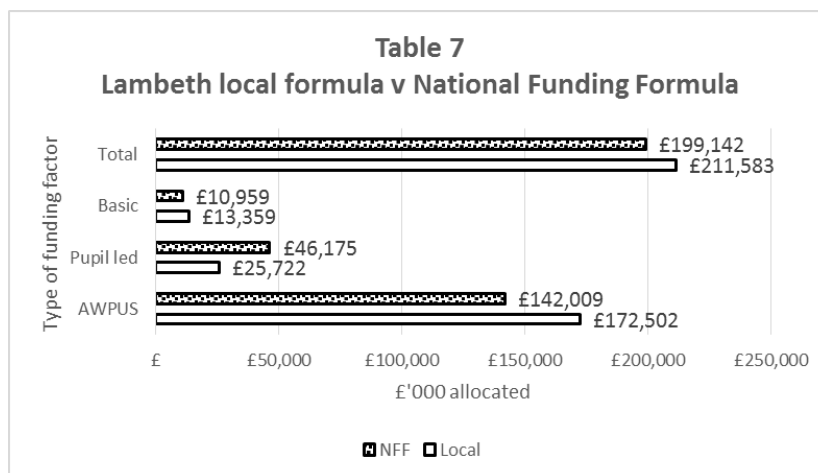 Table 7
Lambeth local formula v National Funding Formula
Type of funding factor
Total
£199,142
£211,583
Basic
£10,959
£13,359
Pupil led
£46,175
£25,722
AWPUS
£142,009
£172,502
£ £50,000 £100,000 £150,000 £200,000 £250,000
£'000 allocated
NFF Local